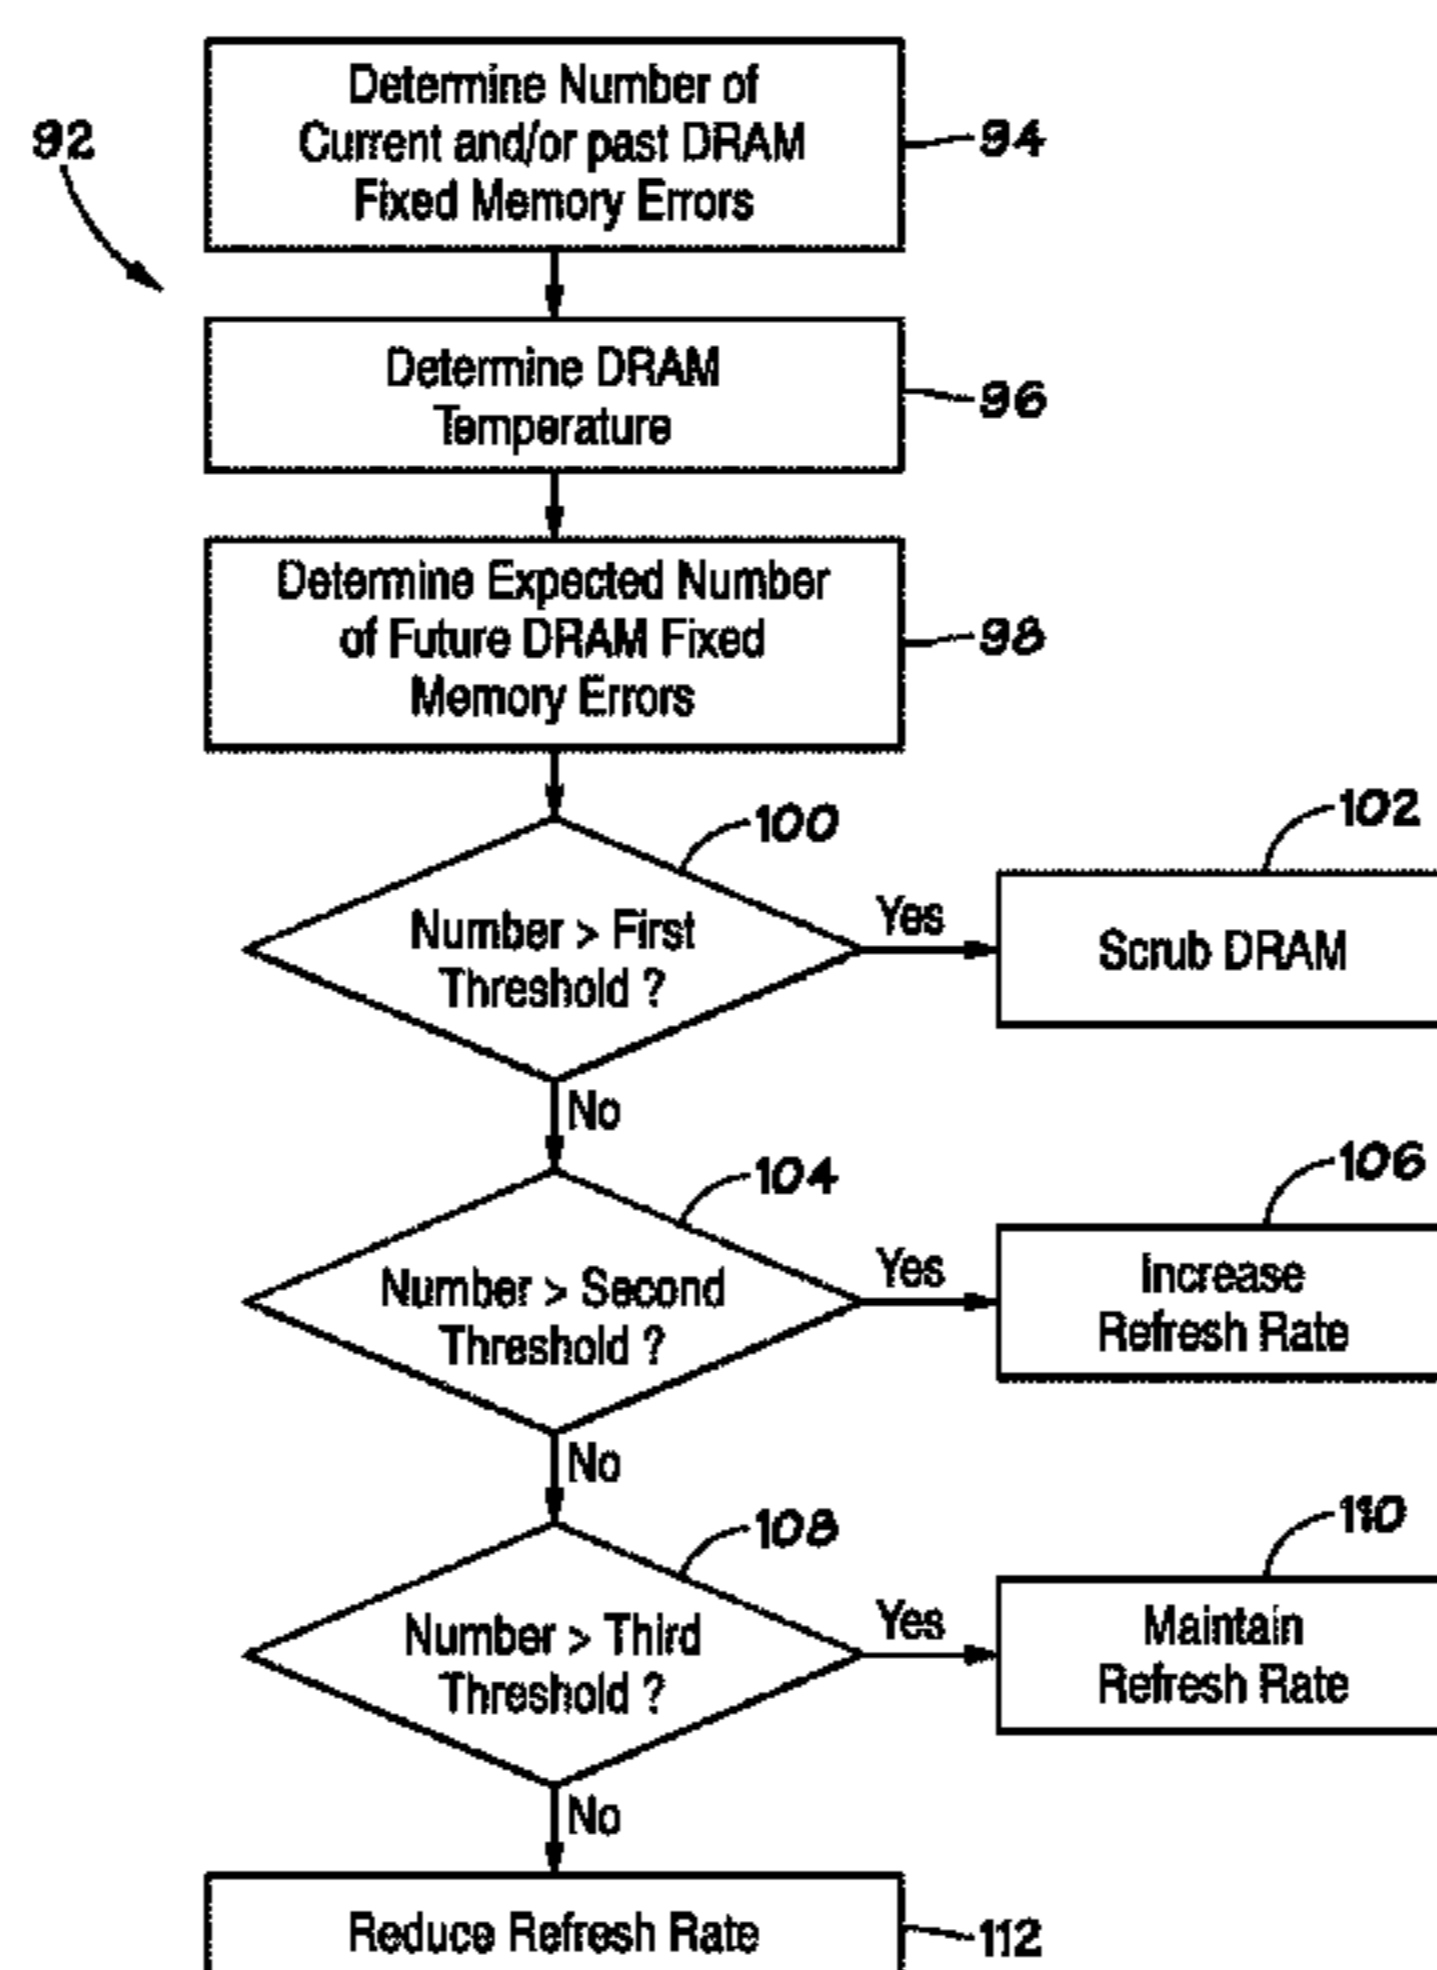 92
Determine Number of
Current and/or past DRAM
Fixed Memory Errors
94
Determine DRAM
Temperature
96
Determine Expected Number
of Future DRAM Fixed
Memory Errors
98
100
102
Number > First
Threshold ?
Yes
Scrub DRAM
No
104
106
Number > Second
Threshold ?
Yes
Increase
Refresh Rate
No
108
110
Number > Third
Threshold ?
Yes
Maintain
Refresh Rate
No
Reduce Refresh Rate
112